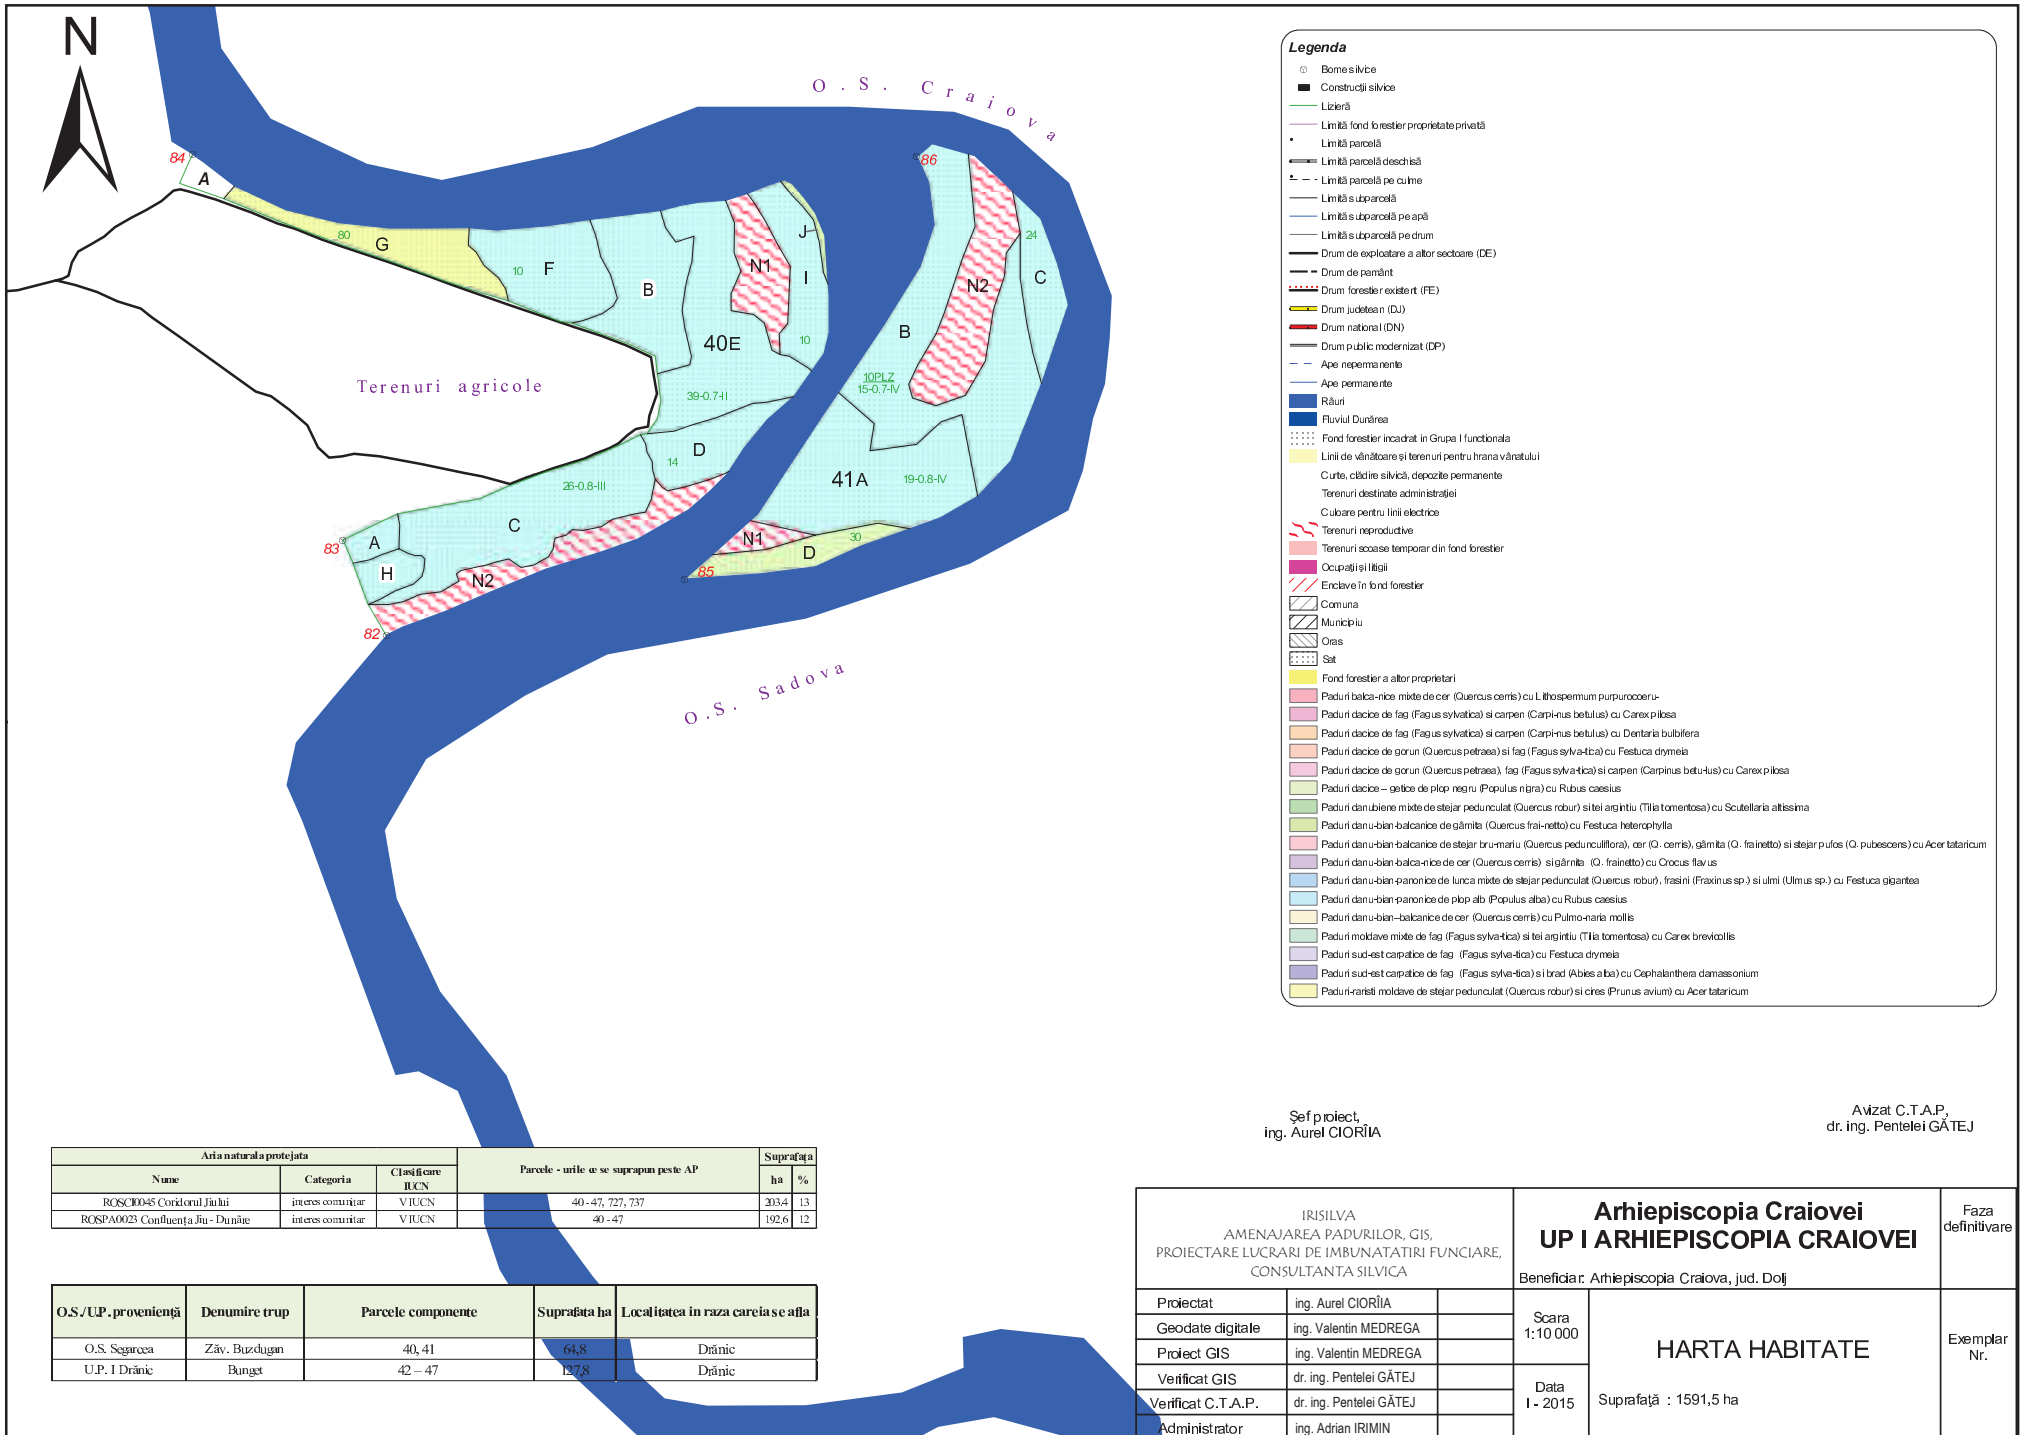 N
O . S . Craiova
84
A
86
80
G
10
F
B
N1
J
I
24
C
N2
B
40E
10
10PLZ
15-0.7-IV
Terenuri agricole
39-0.7-II
D
14
41A
19-0.8-IV
26-0.8-III
C
N1
30
D
83
A
H
N2
85
82
O.S. Sadova
Legenda
Borne silvice
Construcții silvice
Lizieră
Limită fond forestier proprietate privată
Limită parcelă
Limită parcelă deschisă
Limită parcelă pe culme
Limită subparcelă
Limită subparcelă pe apă
Limită subparcelă pe drum
Drum de exploatare a altor sectoare (DE)
Drum de pamânt
Drum forestier existent (FE)
Drum judetean (DJ)
Drum national (DN)
Drum public modernizat (DP)
Ape nepermanente
Ape permanente
Râuri
Fluviul Dunărea
Fond forestier incadrat in Grupa I functionala
Linii de vânătoare și terenuri pentru hrana vânatului
Curte, clădire silvică, depozite permanente
Terenuri destinate administrației
Culoare pentru linii electrice
Terenuri neproductive
Terenuri scoase temporar din fond forestier
Ocupații și litigii
Enclave în fond forestier
Comuna
Municipiu
Oras
Sat
Fond forestier a altor proprietari
Paduri balca-nice mixte de cer (Quercus cerris) cu Lithospermum purpurocoeru-
Paduri dacice de fag (Fagus sylvatica) si carpen (Carpi-nus betulus) cu Carex pilosa
Paduri dacice de fag (Fagus sylvatica) si carpen (Carpi-nus betulus) cu Dentaria bulbifera
Paduri dacice de gorun (Quercus petraea) si fag (Fagus sylva-tica) cu Festuca drymeia
Paduri dacice de gorun (Quercus petraea), fag (Fagus sylva-tica) si carpen (Carpinus betu-lus) cu Carex pilosa
Paduri dacice – getice de plop negru (Populus nigra) cu Rubus caesius
Paduri danubiene mixte de stejar pedunculat (Quercus robur) si tei argintiu (Tilia tomentosa) cu Scutellaria altissima
Paduri danu-bian-balcanice de gârnita (Quercus frai-netto) cu Festuca heterophylla
Paduri danu-bian-balcanice de stejar bru-mariu (Quercus pedunculiflora), cer (Q. cerris), gârnita (Q. frainetto) si stejar pufos (Q. pubescens) cu Acer tataricum
Paduri danu-bian-balca-nice de cer (Quercus cerris) si gârnita (Q. frainetto) cu Crocus flavus
Paduri danu-bian-panonice de lunca mixte de stejar pedunculat (Quercus robur), frasini (Fraxinus sp.) si ulmi (Ulmus sp.) cu Festuca gigantea
Paduri danu-bian-panonice de plop alb (Populus alba) cu Rubus caesius
Paduri danu-bian–balcanice de cer (Quercus cerris) cu Pulmo-naria mollis
Paduri moldave mixte de fag (Fagus sylva-tica) si tei argintiu (Tilia tomentosa) cu Carex brevicollis
Paduri sud-est carpatice de fag (Fagus sylva-tica) cu Festuca drymeia
Paduri sud-est carpatice de fag (Fagus sylva-tica) si brad (Abies alba) cu Cephalanthera damassonium
Paduri-raristi moldave de stejar pedunculat (Quercus robur) si cires (Prunus avium) cu Acer tataricum
Șef proiect,
ing. Aurel CIORÎIA
Avizat C.T.A.P,
dr. ing. Pentelei GĂTEJ
Aria naturala protejata Parcele - urile ce se suprapun peste AP Suprafața
Nume Categoria Clasificare IUCN ha %
ROSCI0045 Coridorul Jiului interes comunitar V IUCN 40 - 47, 727, 737 203,4 13
ROSPA0023 Confluența Jiu - Dunăre interes comunitar V IUCN 40 - 47 192,6 12
O.S./U.P. proveniență Denumire trup Parcele componente Suprafata ha Localitatea in raza careia se afla
O.S. Segarcea Zăv. Buzdugan 40, 41 64,8 Drănic
U.P. I Drănic Bunget 42 – 47 127,8 Drănic
IRISILVA
AMENAJAREA PADURILOR, GIS,
PROIECTARE LUCRARI DE IMBUNATATIRI FUNCIARE,
CONSULTANTA SILVICA
Arhiepiscopia Craiovei
UP I ARHIEPISCOPIA CRAIOVEI
Beneficiar: Arhiepiscopia Craiova, jud. Dolj
Faza
definitivare
Proiectat ing. Aurel CIORÎIA
Geodate digitale ing. Valentin MEDREGA
Proiect GIS ing. Valentin MEDREGA
Verificat GIS dr. ing. Pentelei GĂTEJ
Verificat C.T.A.P. dr. ing. Pentelei GĂTEJ
Administrator ing. Adrian IRIMIN
Scara
1:10 000
Data
I - 2015
HARTA HABITATE
Suprafață : 1591,5 ha
Exemplar
Nr.